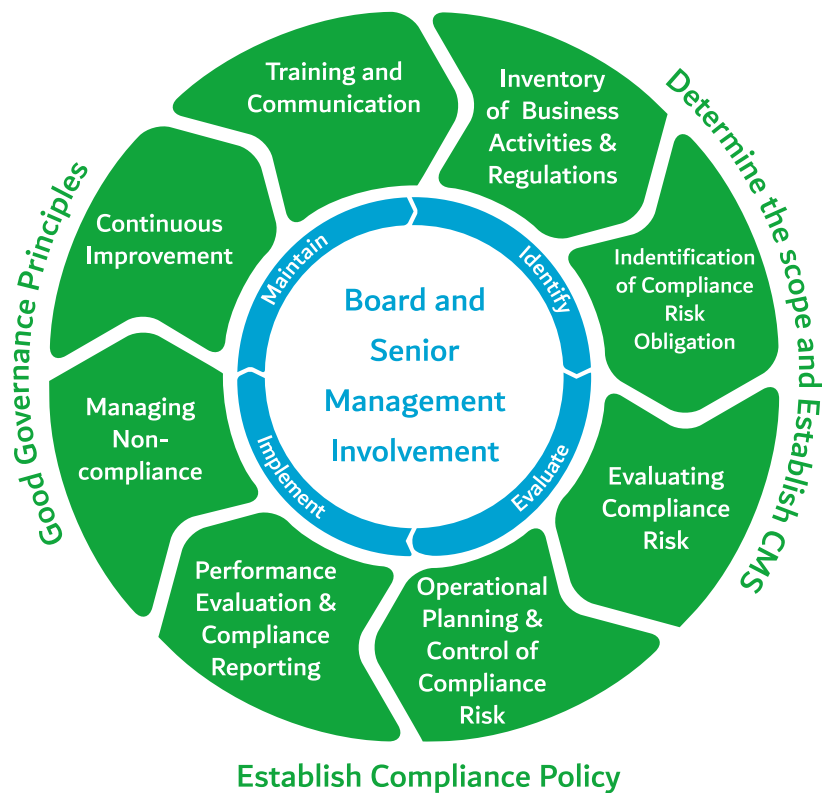 Training and
Communication
Inventory
of Business
Activities &
Regulations
Indentification
of Compliance
Risk
Obligation
Evaluating
Compliance
Risk
Operational
Planning &
Control of
Compliance
Risk
Performance
Evaluation &
Compliance
Reporting
Managing
Non-
compliance
Continuous
Improvement
Maintain
Identify
Evaluate
Implement
Board and
Senior
Management
Involvement
Good Governance Principles
Determine the scope and Establish CMS
Establish Compliance Policy